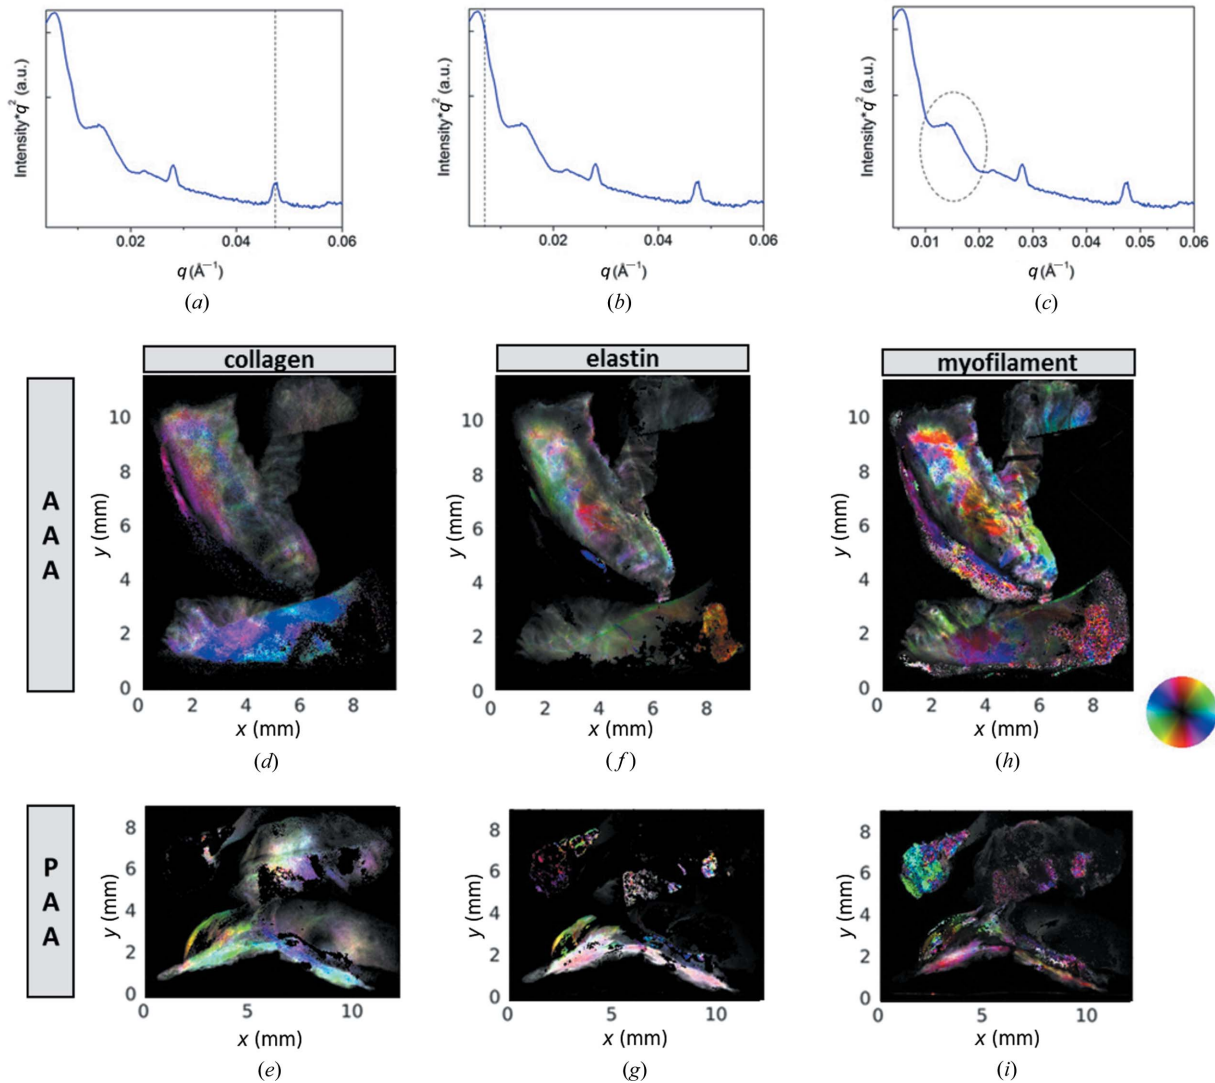 Intensity*q² (a.u.)
0.02 0.04 0.06
q (Å⁻¹)
(a)
Intensity*q² (a.u.)
0.02 0.04 0.06
q (Å⁻¹)
(b)
Intensity*q² (a.u.)
0.01 0.02 0.03 0.04 0.05 0.06
q (Å⁻¹)
(c)
collagen
elastin
myofilament
A
A
A
y (mm)
10
8
6
4
2
0
0 2 4 6 8
x (mm)
(d)
y (mm)
10
8
6
4
2
0
0 2 4 6 8
x (mm)
(f)
y (mm)
10
8
6
4
2
0
0 2 4 6 8
x (mm)
(h)
P
A
A
y (mm)
8
6
4
2
0
0 5 10
x (mm)
(e)
y (mm)
8
6
4
2
0
0 5 10
x (mm)
(g)
y (mm)
8
6
4
2
0
0 5 10
x (mm)
(i)